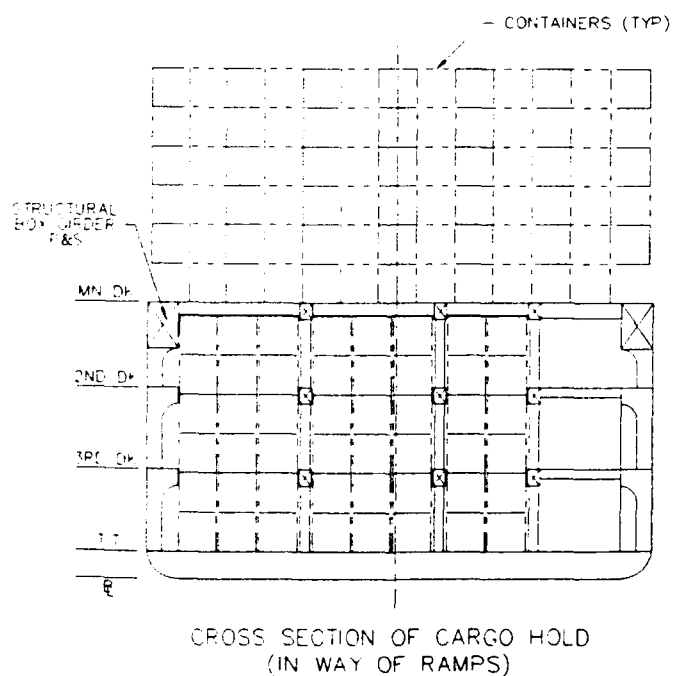 CONTAINERS (TYP)
STRUCTURAL
BOX GIRDER
P&S
MN DK
2ND DK
3RD DK
T.T.
CROSS SECTION OF CARGO HOLD
(IN WAY OF RAMPS)